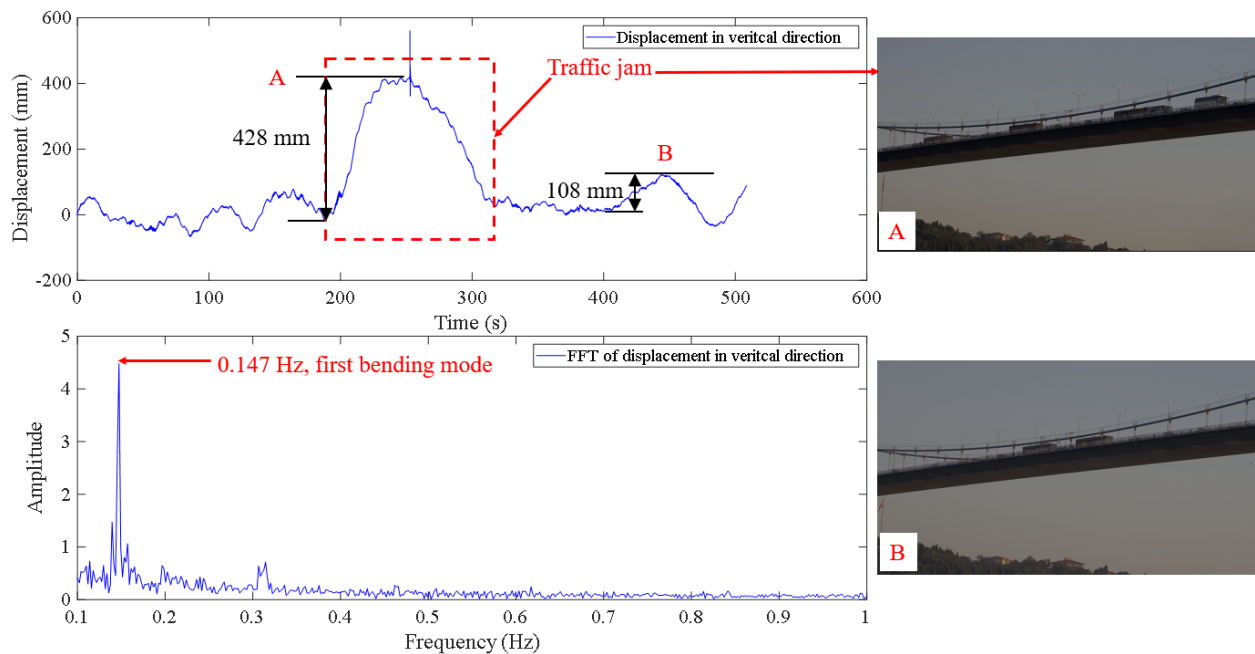 600
Displacement in veritcal direction
A
Traffic jam
400
428 mm
200
B
108 mm
0
-200
Displacement (mm)
0 100 200 300 400 500 600
Time (s)
A
5
FFT of displacement in veritcal direction
0.147 Hz, first bending mode
4
3
2
1
0
Amplitude
0.1 0.2 0.3 0.4 0.5 0.6 0.7 0.8 0.9 1
Frequency (Hz)
B